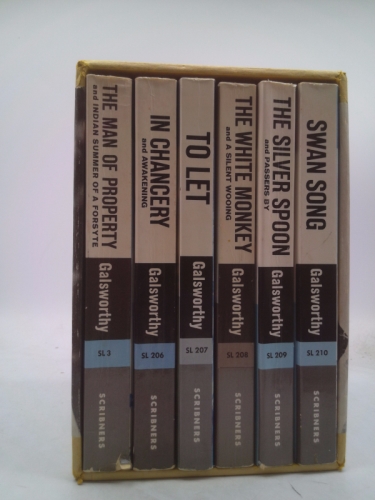 THE MAN OF PROPERTY
and INDIAN SUMMER OF A FORSYTE
Galsworthy
SL 3
SCRIBNERS
IN CHANCERY
and AWAKENING
Galsworthy
SL 206
SCRIBNERS
TO LET
Galsworthy
SL 207
SCRIBNERS
THE WHITE MONKEY
and A SILENT WOOING
Galsworthy
SL 208
SCRIBNERS
THE SILVER SPOON
and PASSERS BY
Galsworthy
SL 209
SCRIBNERS
SWAN SONG
Galsworthy
SL 210
SCRIBNERS